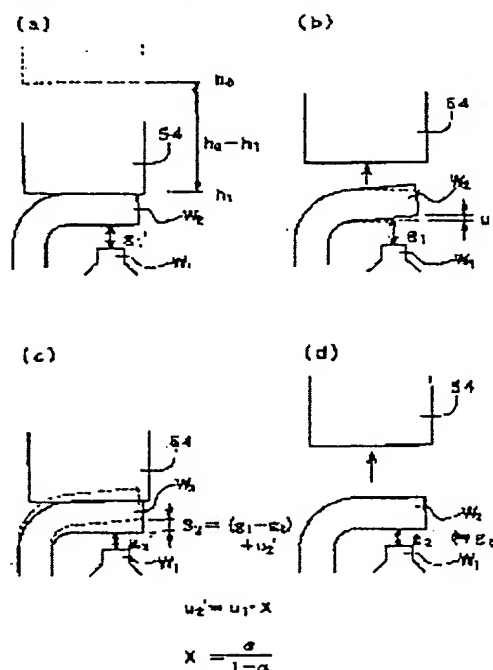 (a)
h₀
h₀-h₁
54
h₁
W₂
g₁'
W₁
(b)
54
W₂
u
g₁
W₁
(c)
54
W₂
= (g₁-g₂)
+u₂'
W₁
(d)
54
W₂
g₂
W₁
u₂'=u₁·X
X = a
1-a